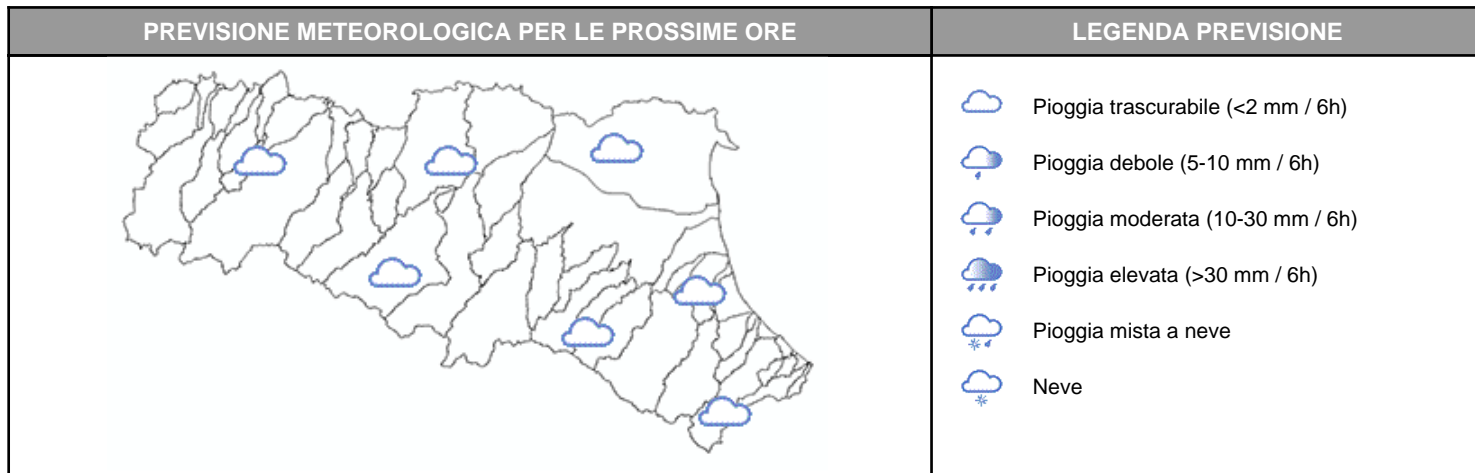 PREVISIONE METEOROLOGICA PER LE PROSSIME ORE
LEGENDA PREVISIONE
Pioggia trascurabile (<2 mm / 6h)
Pioggia debole (5-10 mm / 6h)
Pioggia moderata (10-30 mm / 6h)
Pioggia elevata (>30 mm / 6h)
Pioggia mista a neve
Neve